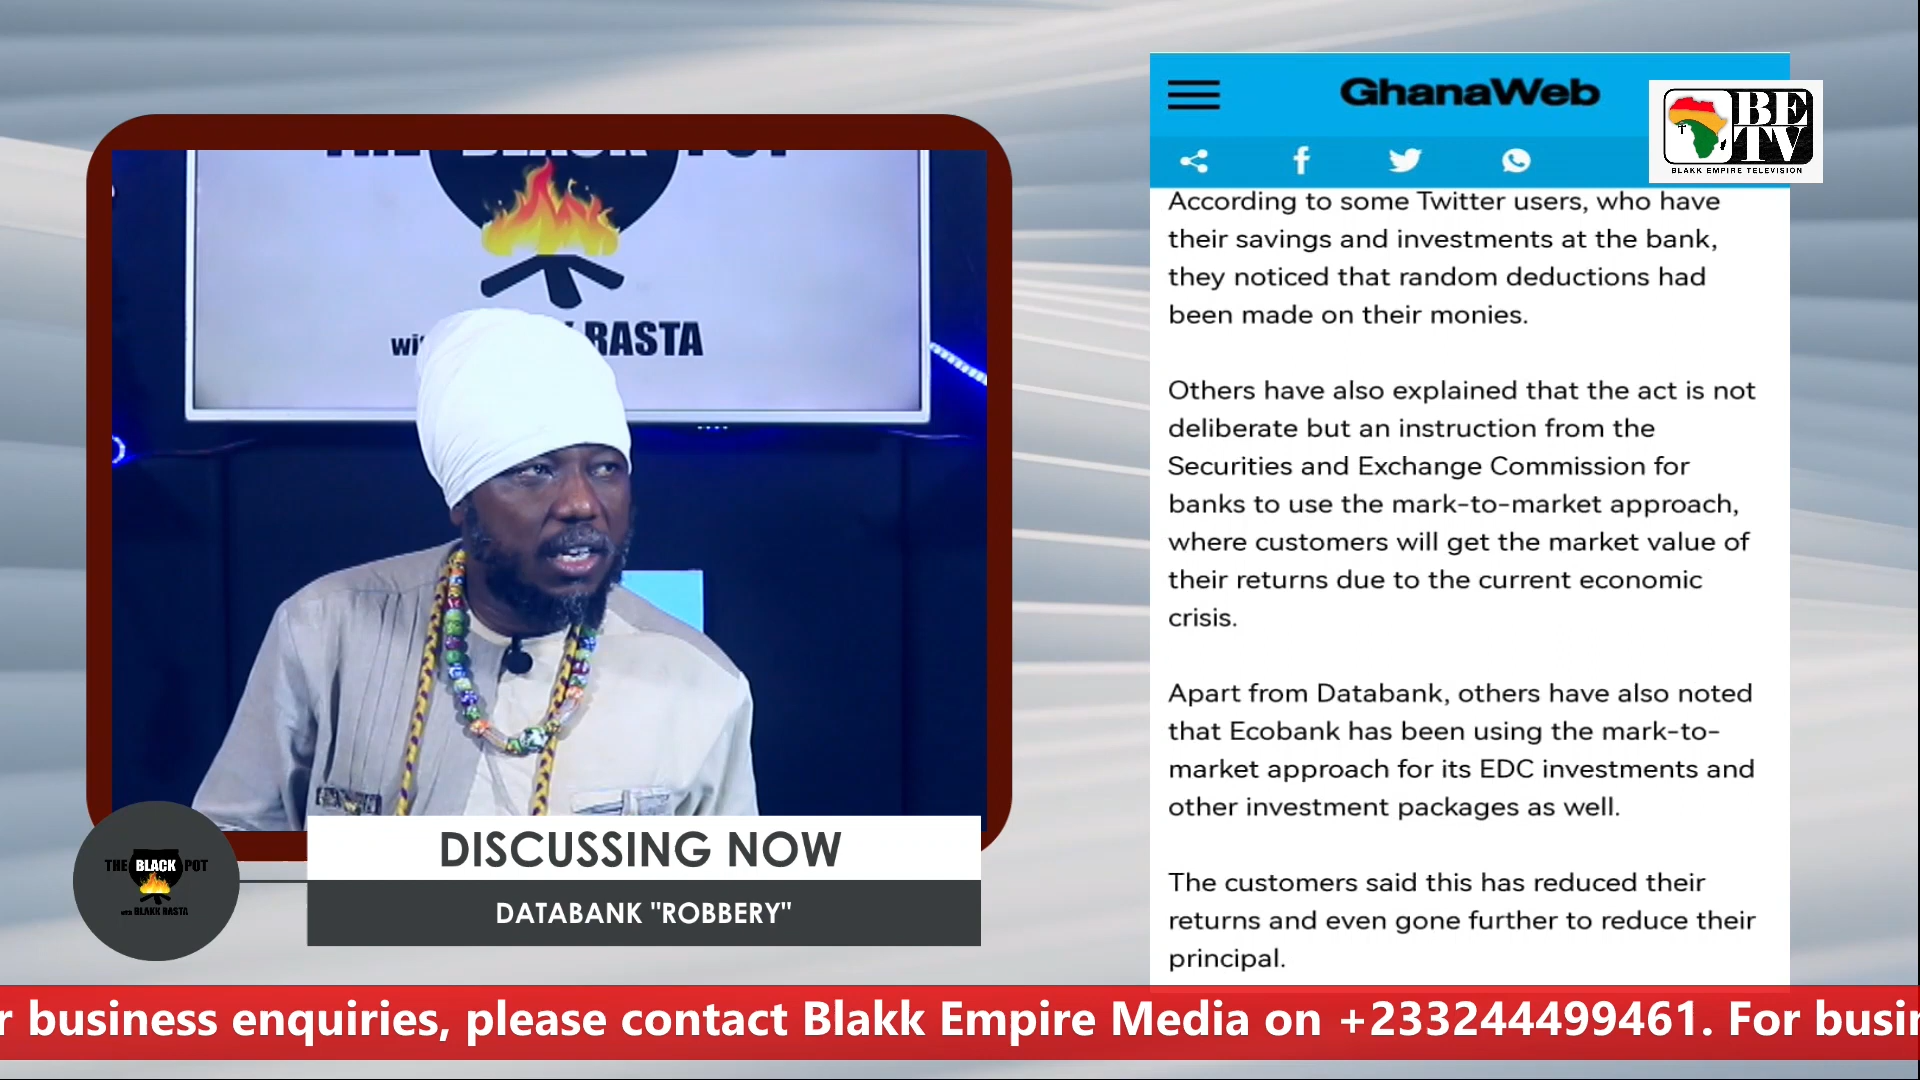 THE BLACK POT
RASTA
DISCUSSING NOW
DATABANK "ROBBERY"
THE BLACK POT
WITH BLAKK RASTA
GhanaWeb
BE
TV
BLAKK EMPIRE TELEVISION
According to some Twitter users, who have
their savings and investments at the bank,
they noticed that random deductions had
been made on their monies.
Others have also explained that the act is not
deliberate but an instruction from the
Securities and Exchange Commission for
banks to use the mark-to-market approach,
where customers will get the market value of
their returns due to the current economic
crisis.
Apart from Databank, others have also noted
that Ecobank has been using the mark-to-
market approach for its EDC investments and
other investment packages as well.
The customers said this has reduced their
returns and even gone further to reduce their
principal.
r business enquiries, please contact Blakk Empire Media on +233244499461. For busin